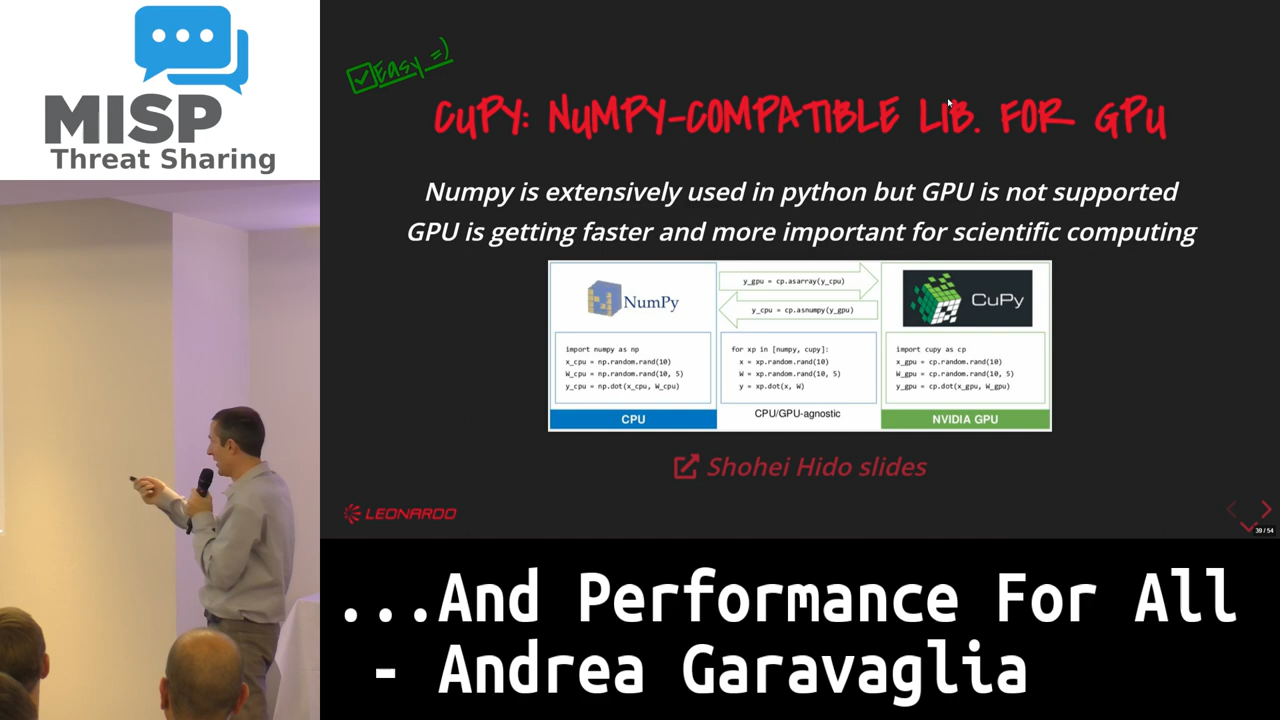 MISP
Threat Sharing
Easy =)
CUPY: NUMPY-COMPATIBLE LIB. FOR GPU
Numpy is extensively used in python but GPU is not supported
GPU is getting faster and more important for scientific computing
NumPy
y_gpu = cp.asarray(y_cpu)
y_cpu = cp.asnumpy(y_gpu)
CuPy
import numpy as np
x_cpu = np.random.rand(10)
W_cpu = np.random.rand(10, 5)
y_cpu = np.dot(x_cpu, W_cpu)
for xp in [numpy, cupy]:
x = xp.random.rand(10)
W = xp.random.rand(10, 5)
y = xp.dot(x, W)
import cupy as cp
x_gpu = cp.random.rand(10)
W_gpu = cp.random.rand(10, 5)
y_gpu = cp.dot(x_gpu, W_gpu)
CPU
CPU/GPU-agnostic
NVIDIA GPU
Shohei Hido slides
LEONARDO
39 / 54
...And Performance For All
- Andrea Garavaglia